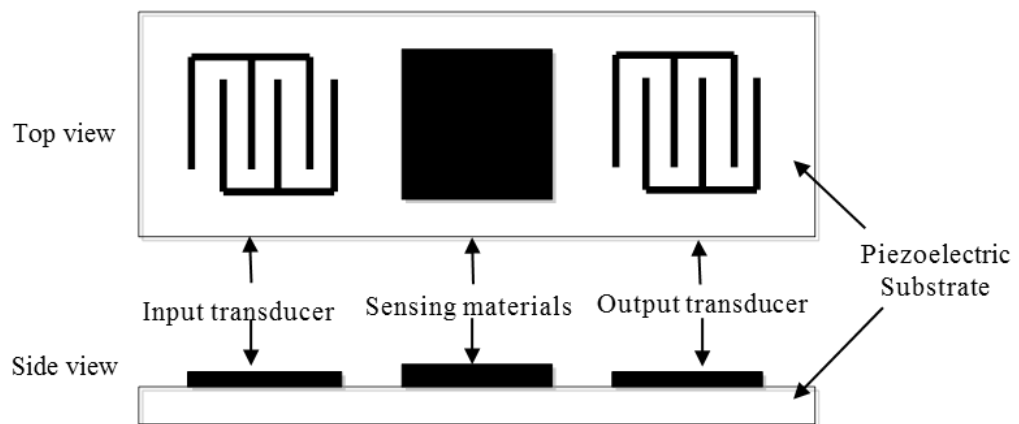 Top view
Input transducer
Sensing materials
Output transducer
Piezoelectric
Substrate
Side view